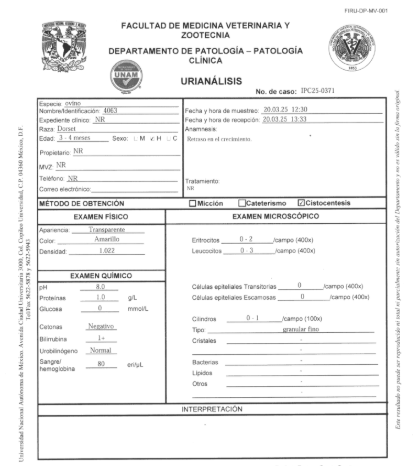 FIRU-OF-MV-001
FACULTAD DE MEDICINA VETERINARIA Y
ZOOTECNIA
DEPARTAMENTO DE PATOLOGÍA – PATOLOGÍA
CLÍNICA
UNAM
URIANÁLISIS
No. de caso: IPC25-0371
Especie: ovino
Nombre/Identificación: 4063
Expediente clínico: NR
Raza: Dorset
Edad: 3 - 4 meses Sexo: M ✓ H C
Propietario: NR
MVZ: NR
Teléfono: NR
Correo electrónico:
Fecha y hora de muestreo: 20.03.25 12:30
Fecha y hora de recepción: 20.03.25 13:33
Anamnesis:
Retraso en el crecimiento.
Tratamiento:
NR
MÉTODO DE OBTENCIÓN ☐ Micción ☐ Cateterismo ☑ Cistocentesis
EXAMEN FÍSICO
Apariencia: Transparente
Color: Amarillo
Densidad: 1.022
EXAMEN QUÍMICO
pH 8.0
Proteínas 1.0 g/L
Glucosa 0 mmol/L
Cetonas Negativo
Bilirrubina 1+
Urobilinógeno Normal
Sangre/
hemoglobina 80 eri/µL
EXAMEN MICROSCÓPICO
Eritrocitos 0 - 2 /campo (400x)
Leucocitos 0 - 3 /campo (400x)
Células epiteliales Transitorias 0 /campo (400x)
Células epiteliales Escamosas 0 /campo (400x)
Cilindros 0 - 1 /campo (100x)
Tipo: granular fino
Cristales -
-
Bacterias -
Lípidos -
Otros -
INTERPRETACIÓN
Universidad Nacional Autónoma de México. Avenida Ciudad Universitaria 3000, Col. Copilco Universidad, C.P. 04360 México, D.F.
Tel/Fax 5622-5878 y 5622-5941
Este resultado no puede ser reproducido ni total ni parcialmente sin autorización del Departamento y no es válido sin la firma original